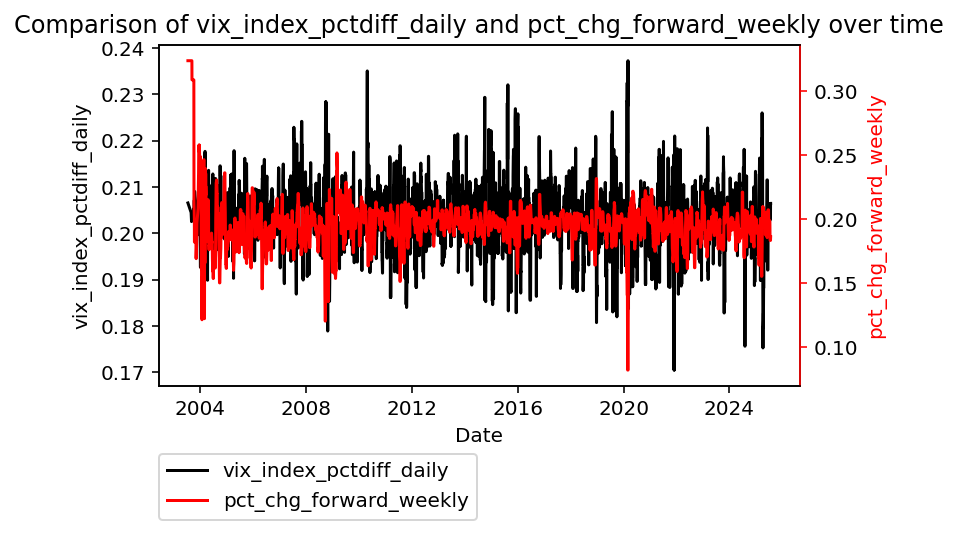 Comparison of vix_index_pctdiff_daily and pct_chg_forward_weekly over time
vix_index_pctdiff_daily
0.24
0.23
0.22
0.21
0.20
0.19
0.18
0.17
0.30
0.25
0.20
0.15
0.10
pct_chg_forward_weekly
2004 2008 2012 2016 2020 2024
Date
vix_index_pctdiff_daily
pct_chg_forward_weekly